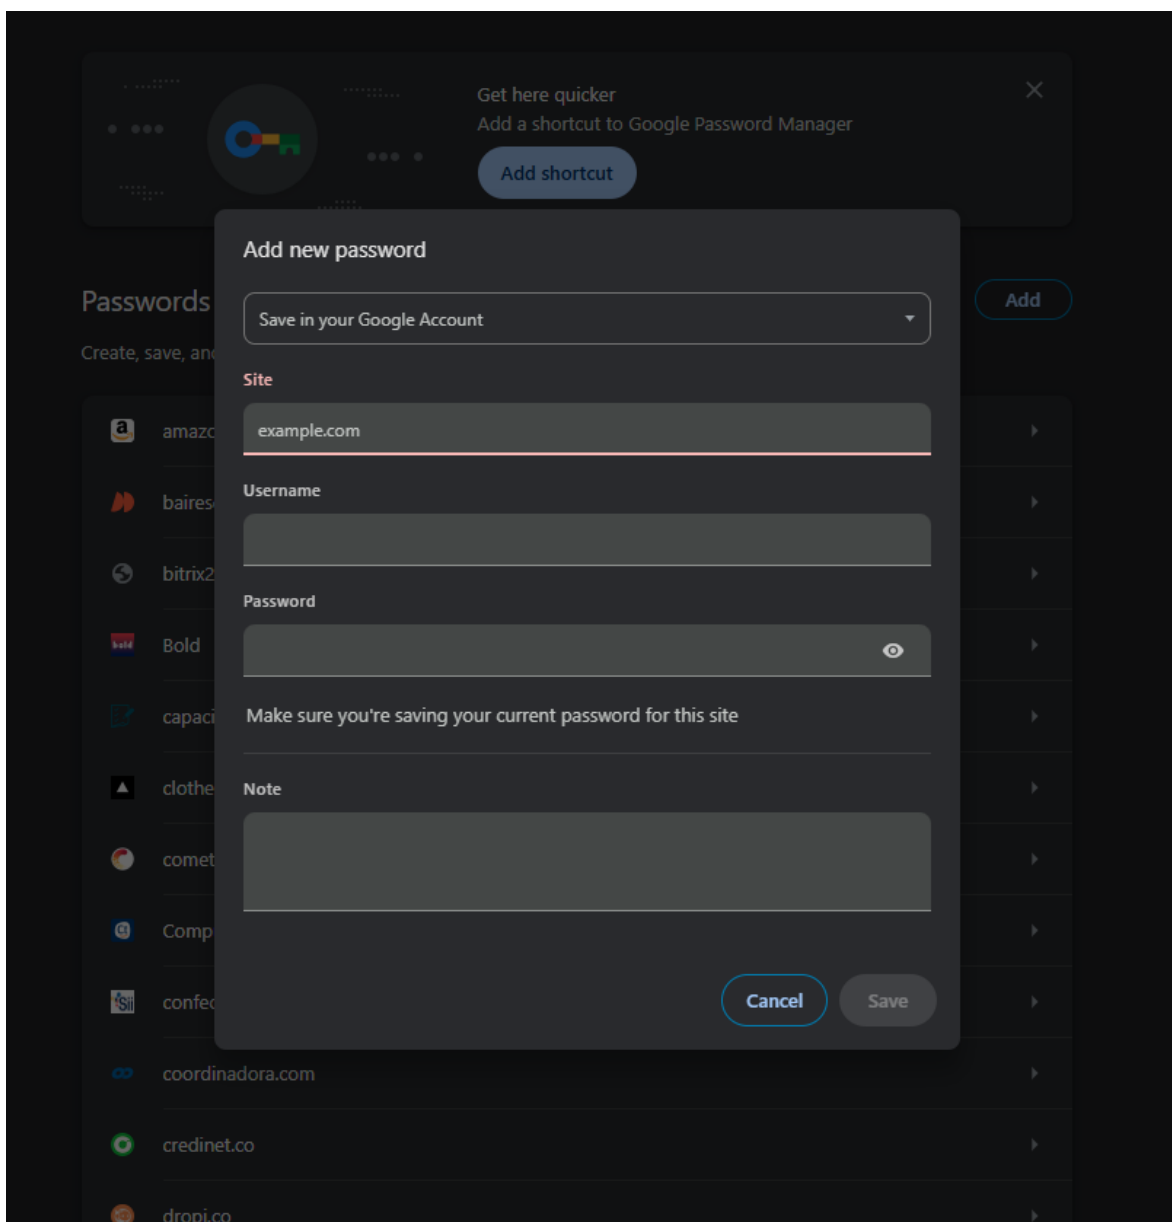 Get here quicker
Add a shortcut to Google Password Manager
Add shortcut
Add new password
Passwords
Add
Save in your Google Account
Create, save, an
Site
amazo
example.com
baires
Username
bitrix2
Password
Bold
capaci
Make sure you're saving your current password for this site
clothe
Note
comet
Comp
confec
Cancel
Save
coordinadora.com
credinet.co
dropi.co